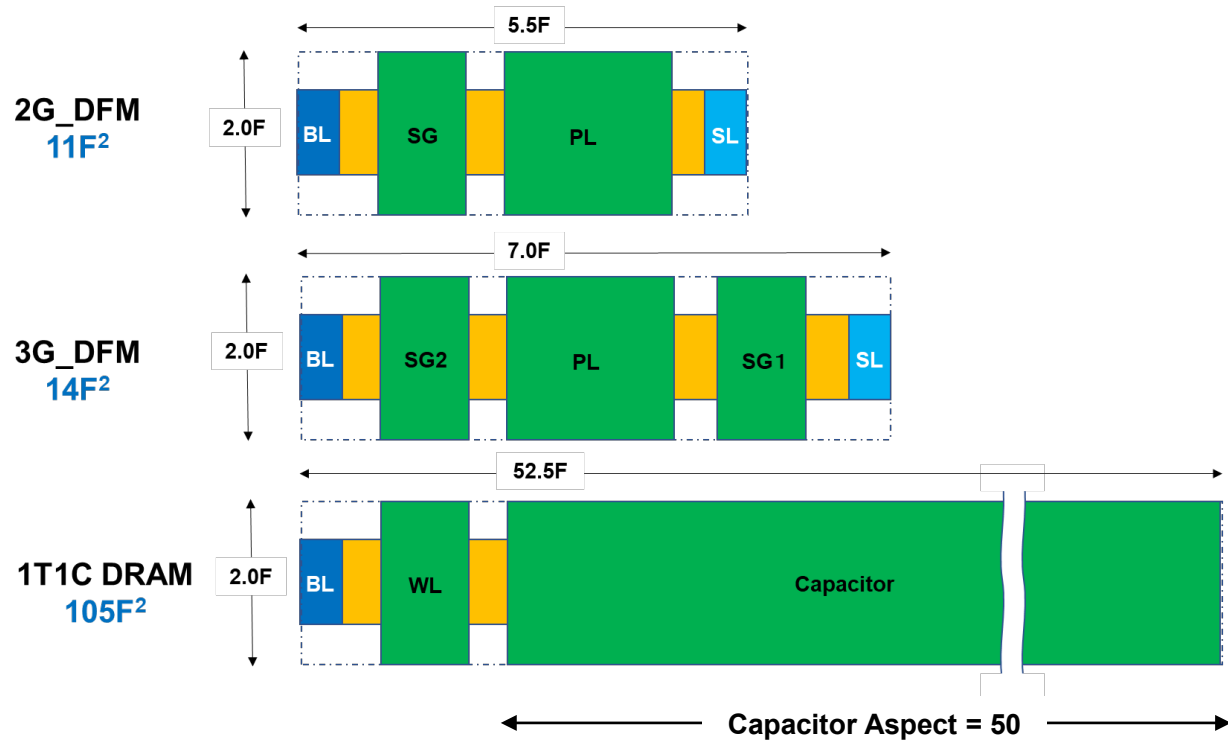 5.5F
2G_DFM
11F²
2.0F
BL SG PL SL
7.0F
3G_DFM
14F²
2.0F
BL SG2 PL SG1 SL
52.5F
1T1C DRAM
105F²
2.0F
BL WL Capacitor
Capacitor Aspect = 50